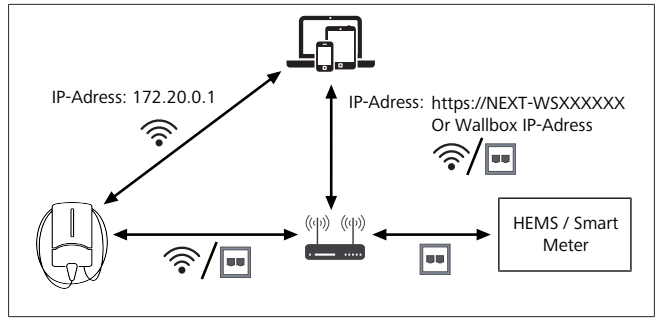 IP-Adress: 172.20.0.1
IP-Adress: https://NEXT-WSXXXXXX
Or Wallbox IP-Adress
HEMS / Smart
Meter